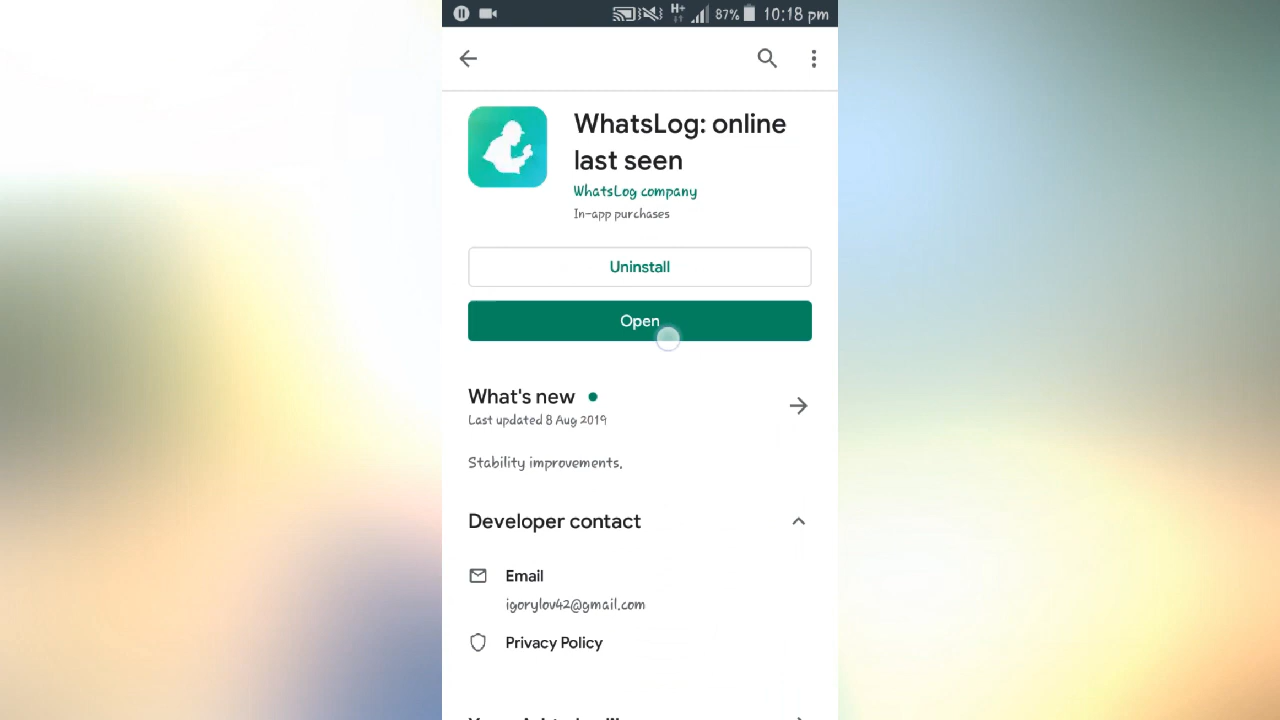 H+ 87% 10:18 pm
WhatsLog: online
last seen
WhatsLog company
In-app purchases
Uninstall
Open
What's new
Last updated 8 Aug 2019
Stability improvements.
Developer contact
Email
igorylov42@gmail.com
Privacy Policy